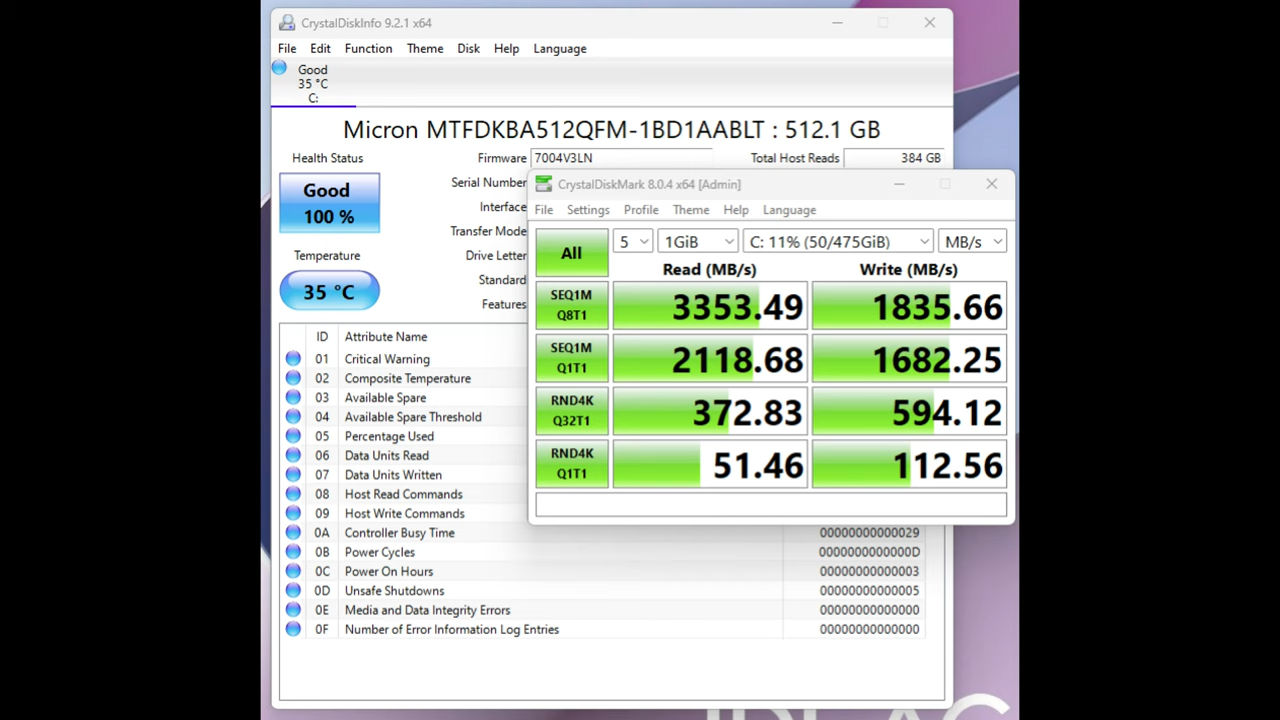 CrystalDiskInfo 9.2.1 x64
File Edit Function Theme Disk Help Language
Good
35 °C
C:
Micron MTFDKBA512QFM-1BD1AABLT : 512.1 GB
Health Status
Good
100 %
Temperature
35 °C
Firmware 7004V3LN
Total Host Reads 384 GB
Serial Number
Interface
Transfer Mode
Drive Letter
Standard
Features
CrystalDiskMark 8.0.4 x64 [Admin]
File Settings Profile Theme Help Language
All 5 1GiB C: 11% (50/475GiB) MB/s
Read (MB/s) Write (MB/s)
SEQ1M
Q8T1
3353.49 1835.66
SEQ1M
Q1T1
2118.68 1682.25
RND4K
Q32T1
372.83 594.12
RND4K
Q1T1
51.46 112.56
ID Attribute Name
01 Critical Warning
02 Composite Temperature
03 Available Spare
04 Available Spare Threshold
05 Percentage Used
06 Data Units Read
07 Data Units Written
08 Host Read Commands
09 Host Write Commands
0A Controller Busy Time 00000000000029
0B Power Cycles 0000000000000D
0C Power On Hours 00000000000003
0D Unsafe Shutdowns 00000000000005
0E Media and Data Integrity Errors 00000000000000
0F Number of Error Information Log Entries 00000000000000